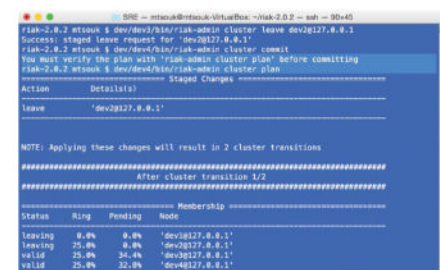 SRE — mtsouk@mtsouk-VirtualBox: ~/riak-2.0.2 — ssh — 90×45
riak-2.0.2 mtsouk $ dev/dev3/bin/riak-admin cluster leave dev2@127.0.0.1
Success: staged leave request for 'dev2@127.0.0.1'
riak-2.0.2 mtsouk $ dev/dev4/bin/riak-admin cluster commit
You must verify the plan with 'riak-admin cluster plan' before committing
riak-2.0.2 mtsouk $ dev/dev4/bin/riak-admin cluster plan
=============================== Staged Changes ================================
Action Details(s)
-------------------------------------------------------------------------------
leave 'dev2@127.0.0.1'
-------------------------------------------------------------------------------
NOTE: Applying these changes will result in 2 cluster transitions
###############################################################################
After cluster transition 1/2
###############################################################################
================================= Membership ==================================
Status Ring Pending Node
-------------------------------------------------------------------------------
leaving 0.0% 0.0% 'dev1@127.0.0.1'
leaving 25.0% 0.0% 'dev2@127.0.0.1'
valid 25.0% 34.4% 'dev3@127.0.0.1'
valid 25.0% 32.8% 'dev4@127.0.0.1'